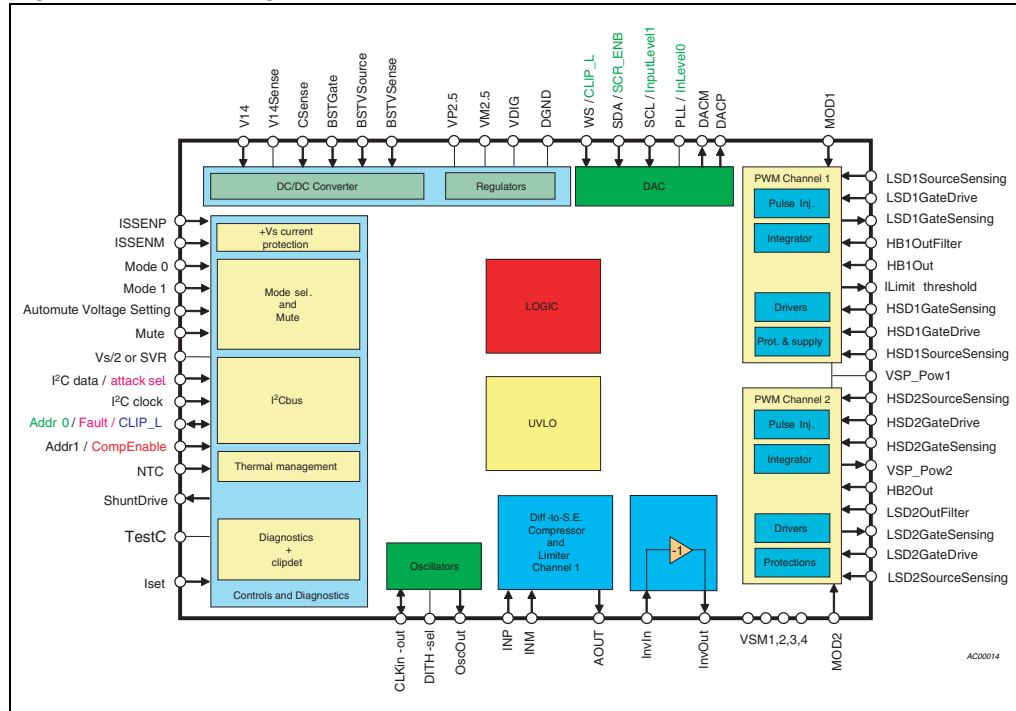 V14
V14Sense
CSense
BSTGate
BSTVSource
BSTVSense
VP2.5
VM2.5
VDIG
DGND
WS / CLIP_L
SDA / SCR_ENB
SCL / InputLevel1
PLL / InLevel0
DACM
DACP
MOD1
DC/DC Converter
Regulators
DAC
ISSENP
ISSENM
Mode 0
Mode 1
Automute Voltage Setting
Mute
Vs/2 or SVR
I²C data / attack sel.
I²C clock
Addr 0 / Fault / CLIP_L
Addr1 / CompEnable
NTC
ShuntDrive
TestC
Iset
+Vs current
protection
Mode sel.
and
Mute
I²Cbus
Thermal management
Diagnostics
+
clipdet
Controls and Diagnostics
LOGIC
UVLO
Oscillators
Diff-to-S.E.
Compressor
and
Limiter
Channel 1
-1
PWM Channel 1
Pulse Inj.
Integrator
Drivers
Prot. & supply
PWM Channel 2
Pulse Inj.
Integrator
Drivers
Protections
LSD1SourceSensing
LSD1GateDrive
LSD1GateSensing
HB1OutFilter
HB1Out
ILimit threshold
HSD1GateSensing
HSD1GateDrive
HSD1SourceSensing
VSP_Pow1
HSD2SourceSensing
HSD2GateDrive
HSD2GateSensing
VSP_Pow2
HB2Out
LSD2OutFilter
LSD2GateSensing
LSD2GateDrive
LSD2SourceSensing
CLKin -out
DITH -sel
OscOut
INP
INM
AOUT
InvIn
InvOut
VSM1,2,3,4
MOD2
AC00014